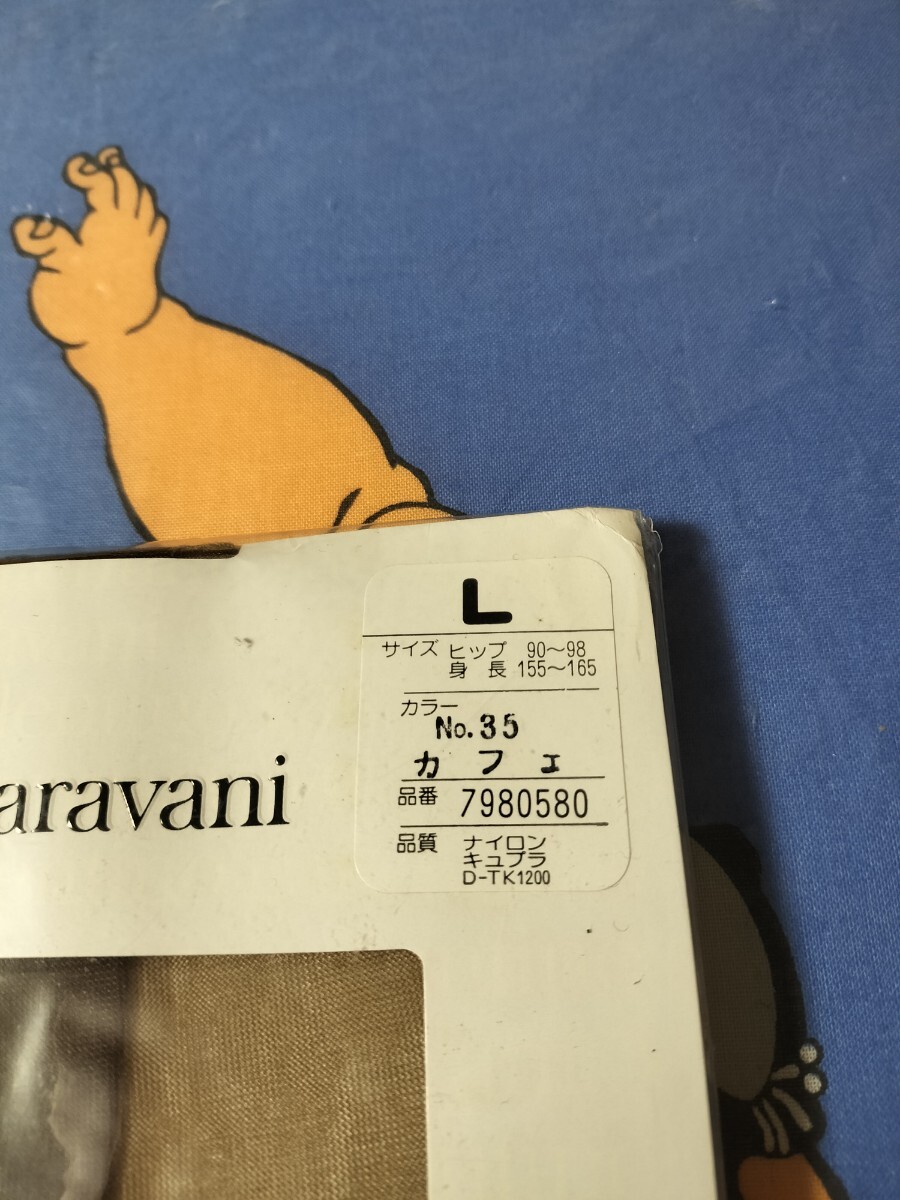 L
サイズ ヒップ 90～98
身長 155～165
カラー
No.35
カフェ
aravani
品番 7980580
品質 ナイロン
キュプラ
D-TK1200